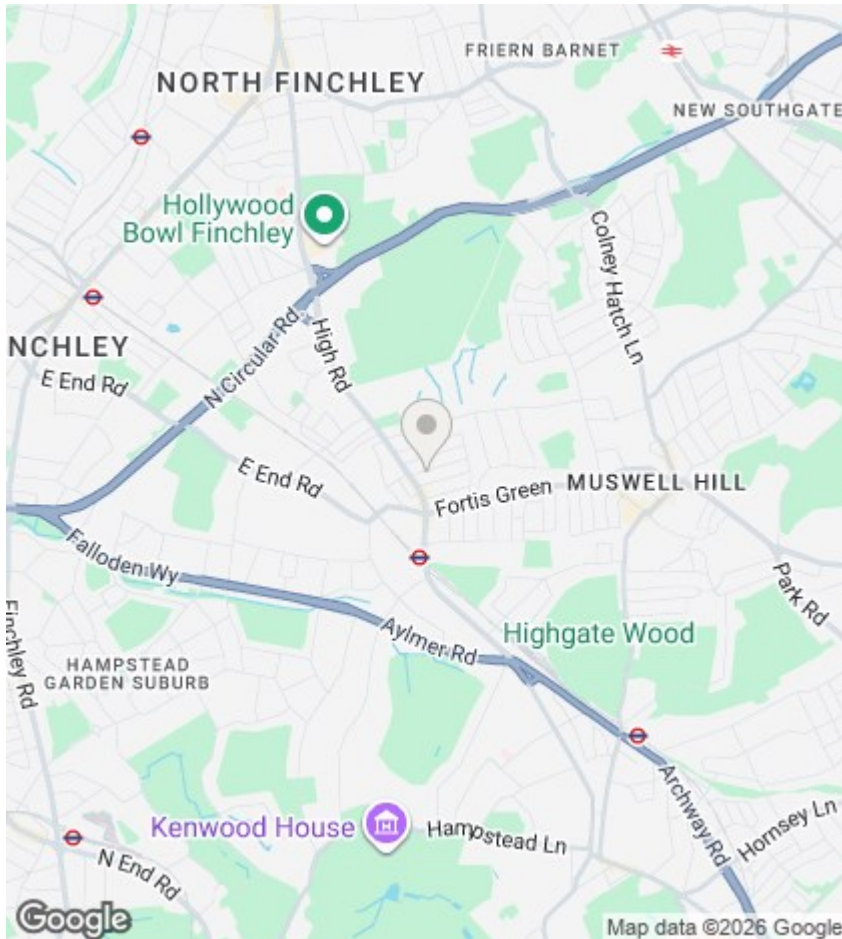 FRIERN BARNET
NORTH FINCHLEY
NEW SOUTHGATE
Hollywood
Bowl Finchley
Colney Hatch Ln
NCHLEY
High Rd
N Circular Rd
E End Rd
E End Rd
Fortis Green
MUSWELL HILL
Falloden Wy
Park Rd
Aylmer Rd
Highgate Wood
Finchley Rd
HAMPSTEAD
GARDEN SUBURB
Archway Rd
Kenwood House
Hampstead Ln
Hornsey Ln
N End Rd
Google
Map data ©2026 Google